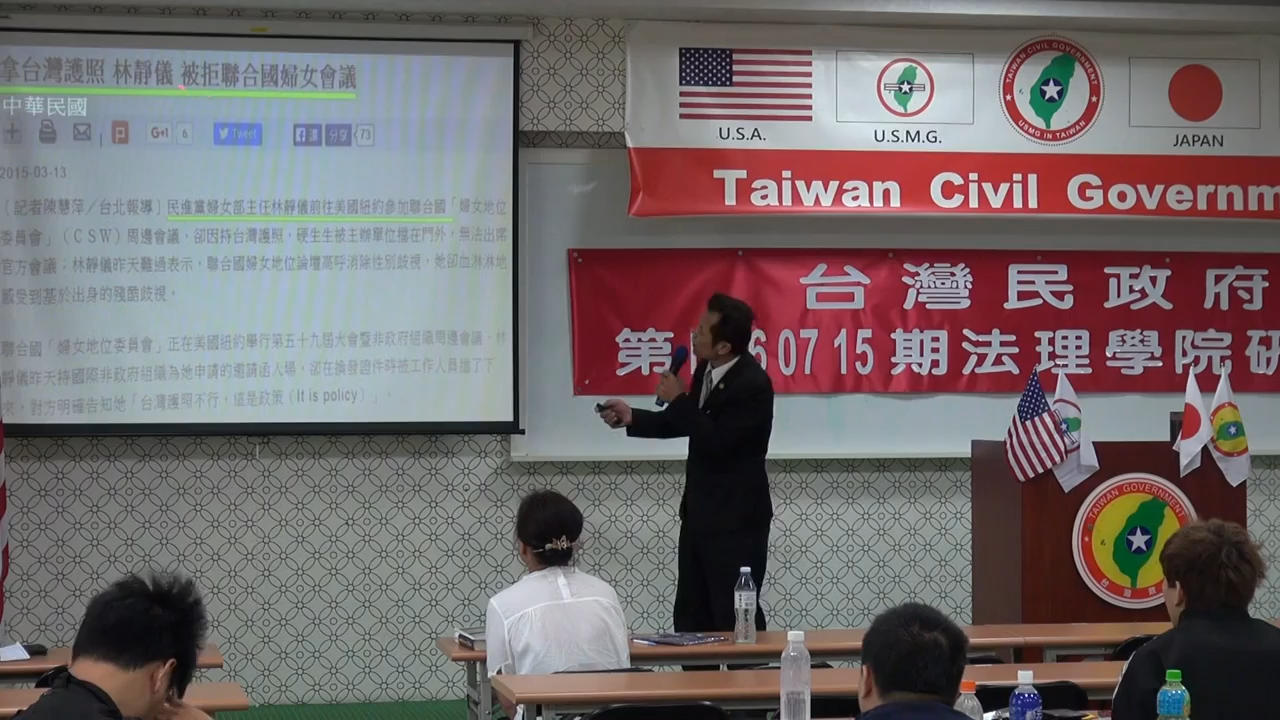 拿台灣護照 林靜儀 被拒聯合國婦女會議
中華民國
G+1 6 Tweet 讚 分享 73
2015-03-13
〔記者陳慧萍/台北報導〕民進黨婦女部主任林靜儀前往美國紐約參加聯合國「婦女地位
委員會」(CSW)周邊會議,卻因持台灣護照,硬生生被主辦單位擋在門外,無法出席
官方會議;林靜儀昨天難過表示,聯合國婦女地位論壇高呼消除性別歧視,她卻血淋淋地
感受到基於出身的殘酷歧視。
聯合國「婦女地位委員會」正在美國紐約舉行第五十九屆大會暨非政府組織周邊會議,林
靜儀昨天持國際非政府組織為她申請的邀請函入場,卻在換發證件時被工作人員擋了下
來,對方明確告知她「台灣護照不行,這是政策(It is policy)」。
U.S.A.
U.S.M.G.
TAIWAN CIVIL GOVERNMENT
USMG IN TAIWAN
JAPAN
Taiwan Civil Governm
台灣民政府
第 6 07 15 期法理學院研
TAIWAN GOVERNMENT
台灣政